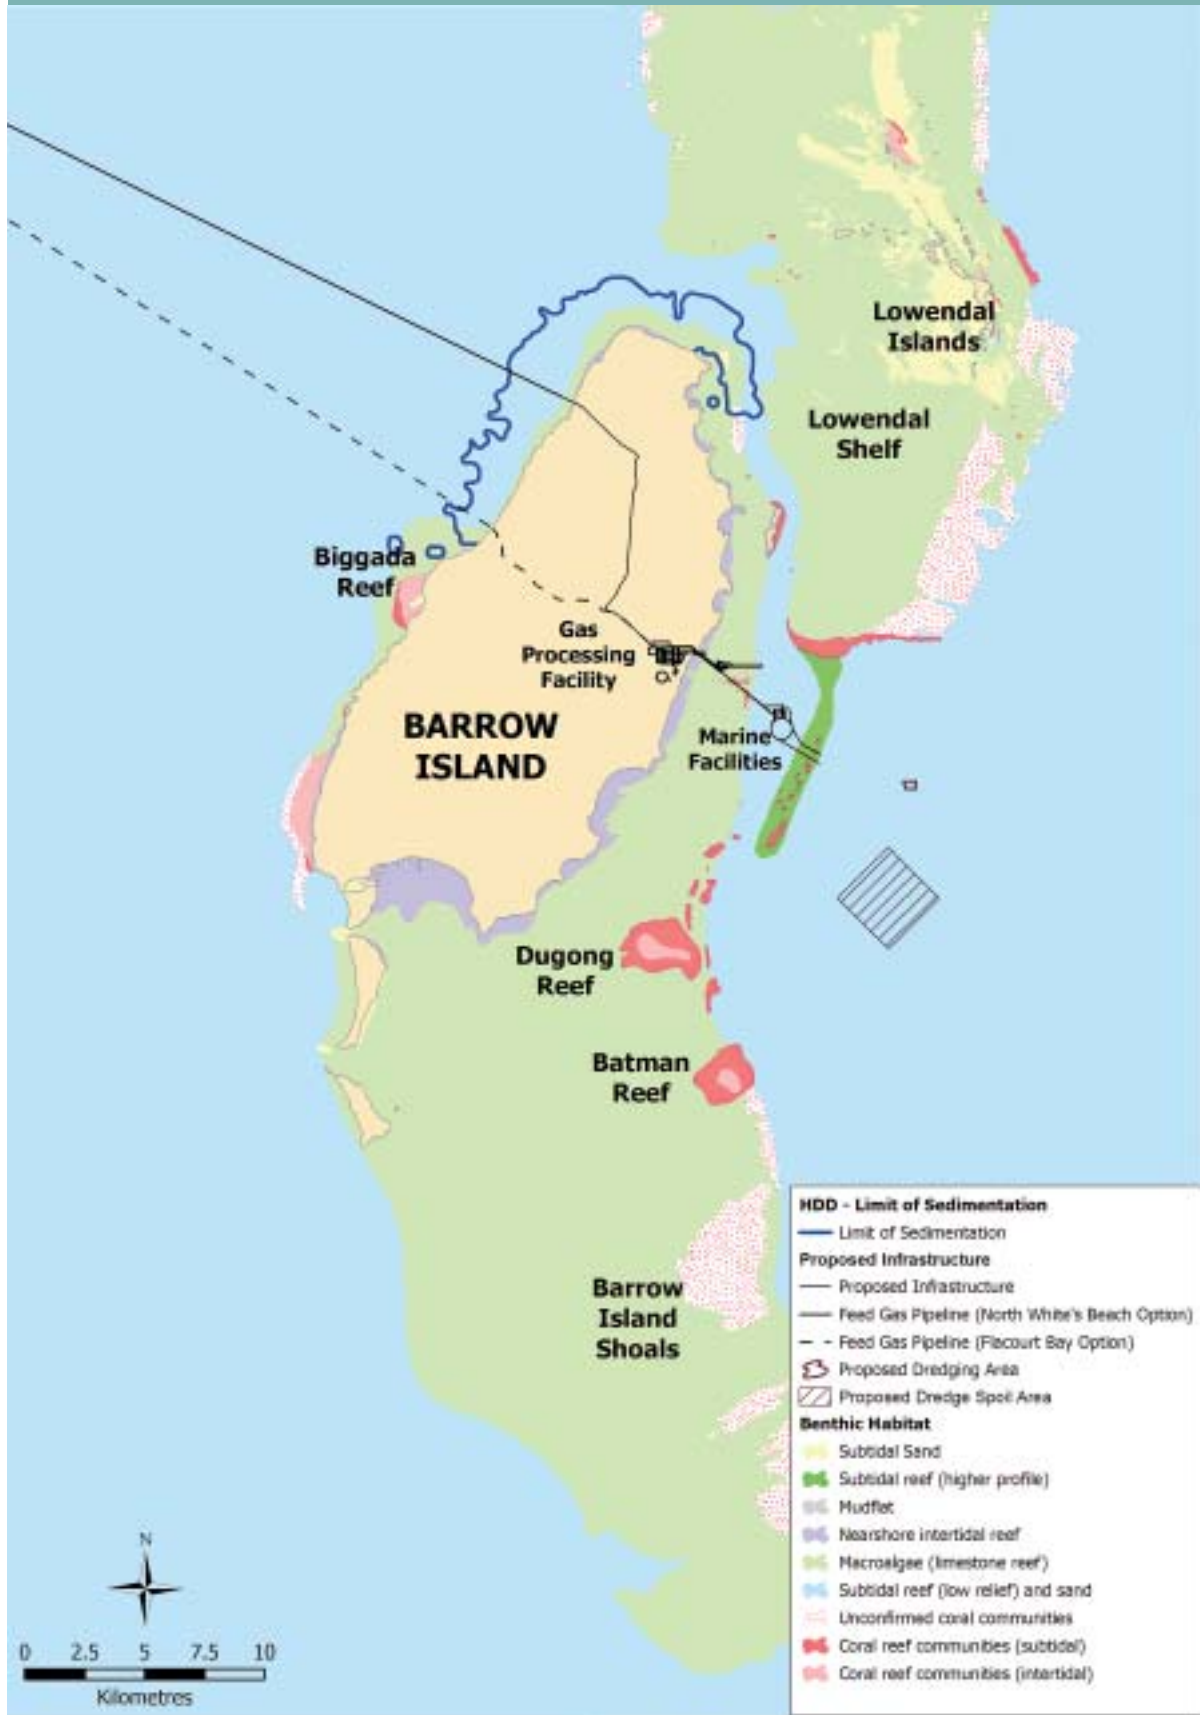 Lowendal
Islands
Lowendal
Shelf
Biggada
Reef
Gas
Processing
Facility
BARROW
ISLAND
Marine
Facilities
Dugong
Reef
Batman
Reef
Barrow
Island
Shoals
HDD - Limit of Sedimentation
Limit of Sedimentation
Proposed Infrastructure
Proposed Infrastructure
Feed Gas Pipeline (North White's Beach Option)
Feed Gas Pipeline (Flacourt Bay Option)
Proposed Dredging Area
Proposed Dredge Spoil Area
Benthic Habitat
Subtidal Sand
Subtidal reef (higher profile)
Mudflat
Nearshore intertidal reef
Macroalgae (limestone reef)
Subtidal reef (low relief) and sand
Unconfirmed coral communities
Coral reef communities (subtidal)
Coral reef communities (intertidal)
N
0 2.5 5 7.5 10
Kilometres